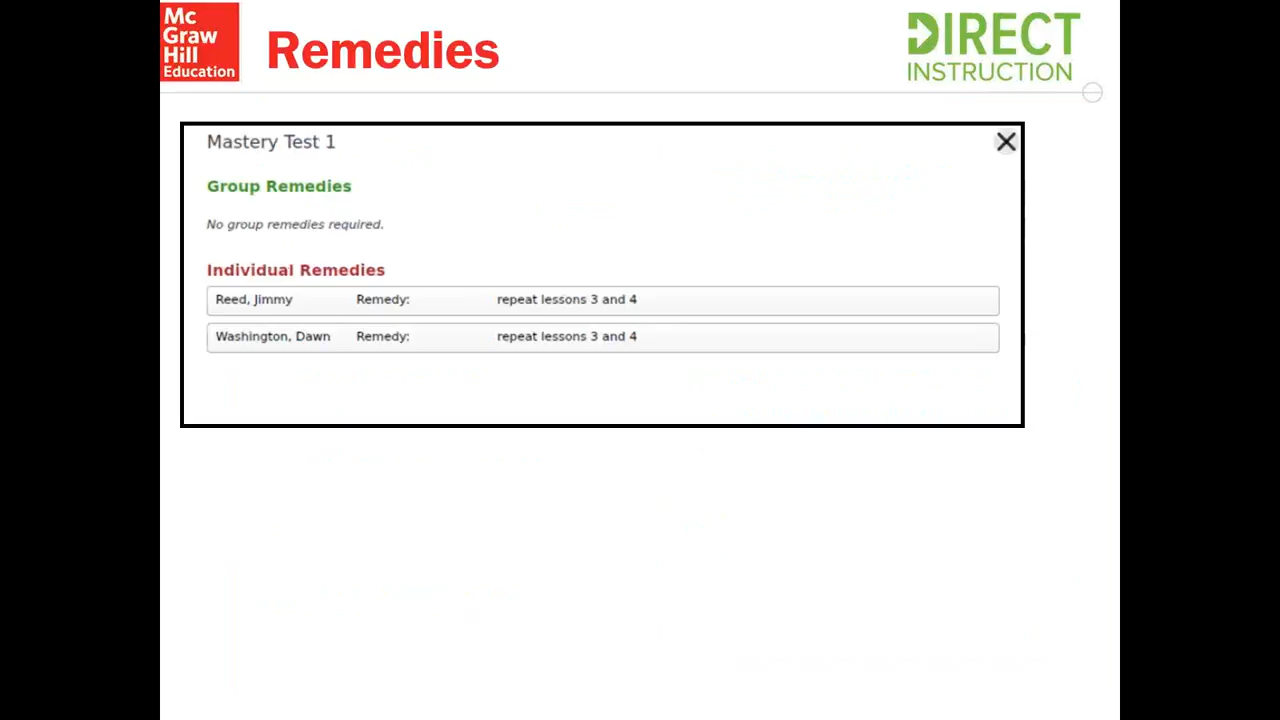 Mc
Graw
Hill
Education
Remedies
DIRECT
INSTRUCTION
Mastery Test 1
Group Remedies
No group remedies required.
Individual Remedies
Reed, Jimmy Remedy: repeat lessons 3 and 4
Washington, Dawn Remedy: repeat lessons 3 and 4